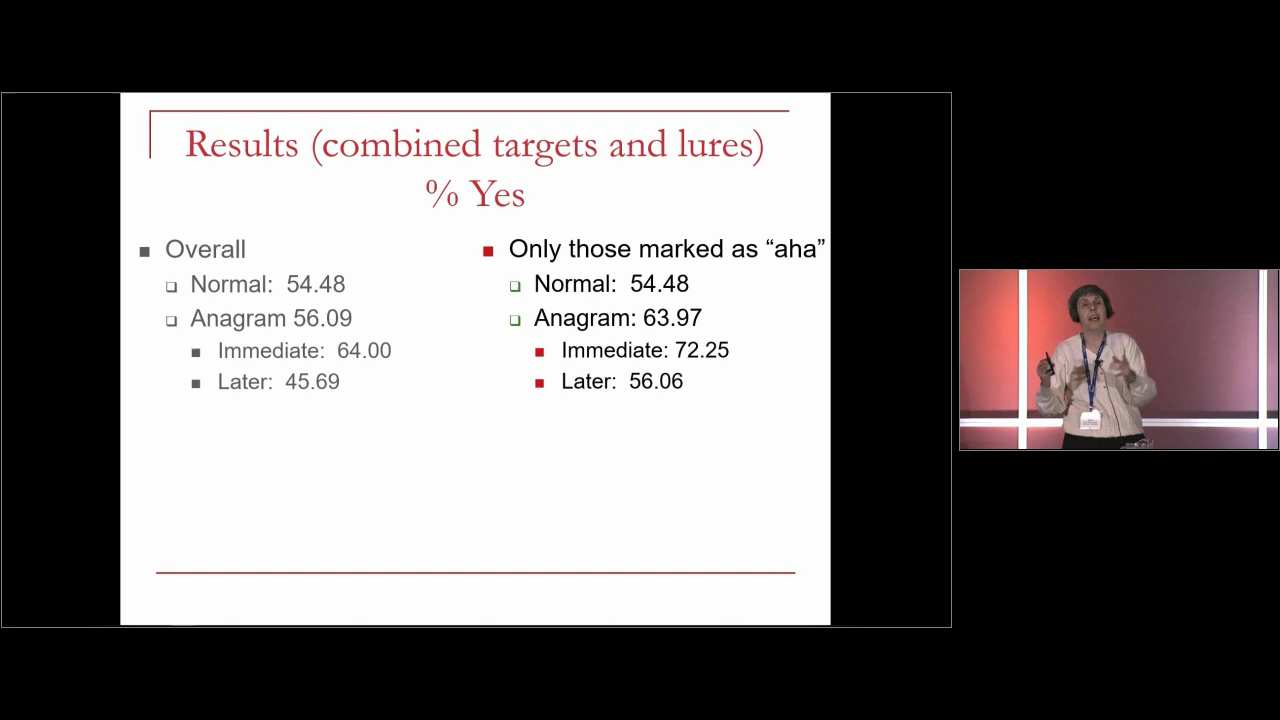 Results (combined targets and lures)
% Yes
Overall
Normal: 54.48
Anagram 56.09
Immediate: 64.00
Later: 45.69
Only those marked as “aha”
Normal: 54.48
Anagram: 63.97
Immediate: 72.25
Later: 56.06